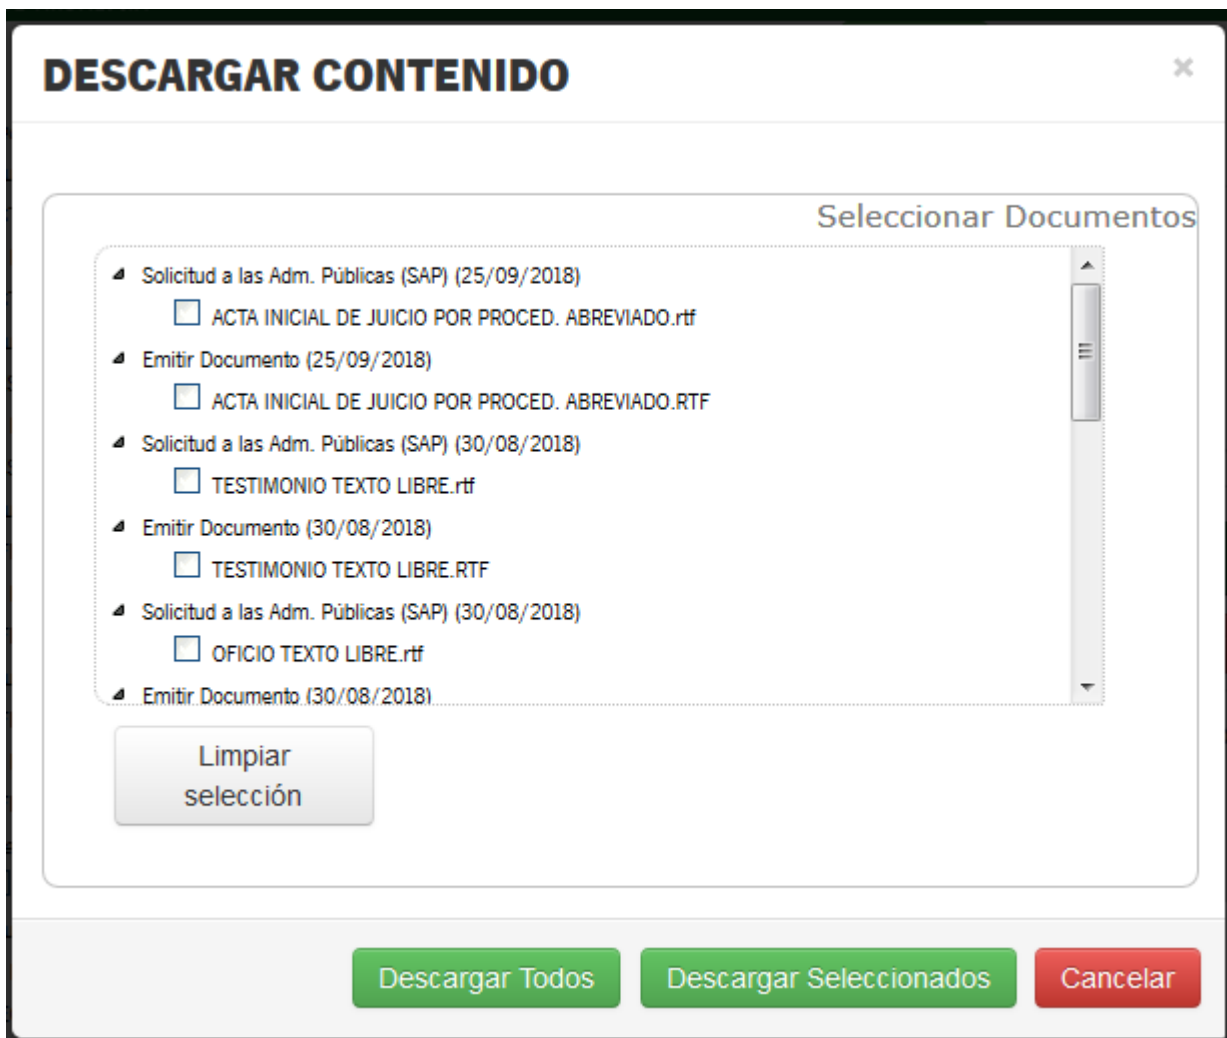 DESCARGAR CONTENIDO
×
Seleccionar Documentos
Solicitud a las Adm. Públicas (SAP) (25/09/2018)
ACTA INICIAL DE JUICIO POR PROCED. ABREVIADO.rtf
Emitir Documento (25/09/2018)
ACTA INICIAL DE JUICIO POR PROCED. ABREVIADO.RTF
Solicitud a las Adm. Públicas (SAP) (30/08/2018)
TESTIMONIO TEXTO LIBRE.rtf
Emitir Documento (30/08/2018)
TESTIMONIO TEXTO LIBRE.RTF
Solicitud a las Adm. Públicas (SAP) (30/08/2018)
OFICIO TEXTO LIBRE.rtf
Emitir Documento (30/08/2018)
Limpiar
selección
Descargar Todos Descargar Seleccionados Cancelar